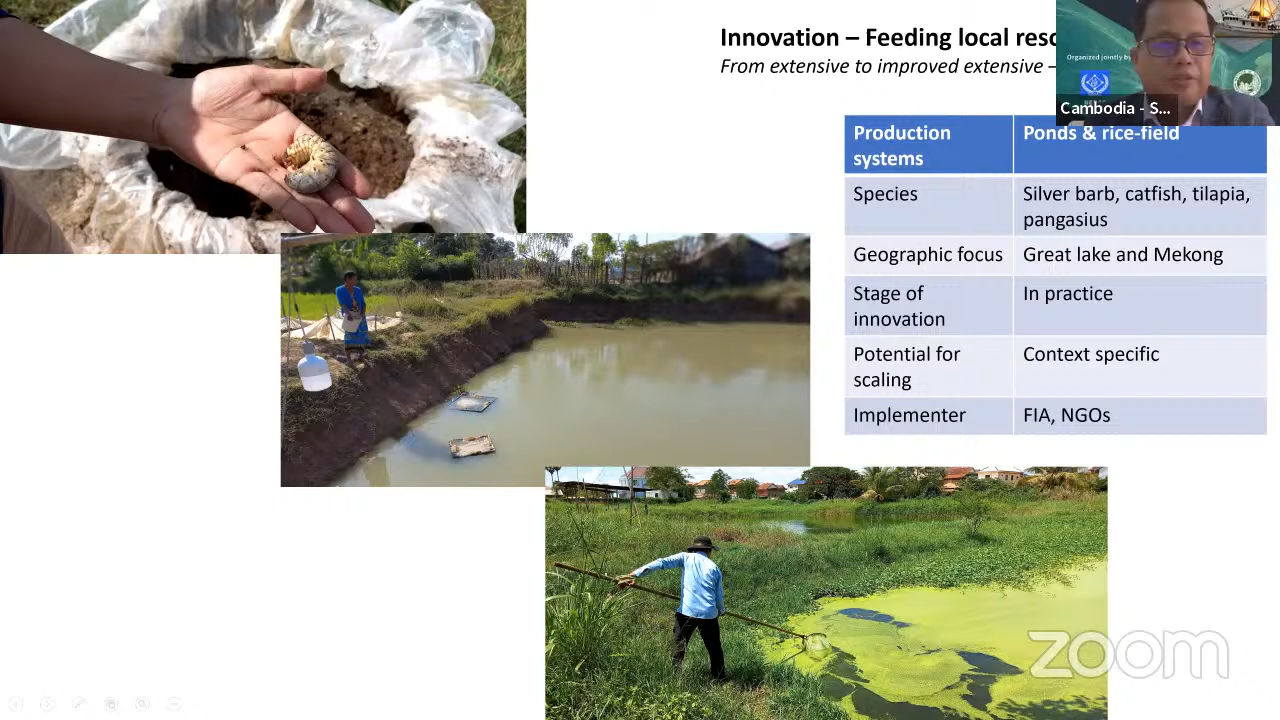 Innovation – Feeding local
From extensive to improved extensive –
Organized jointly by
Cambodia - S...
Production systems
Ponds & rice-field
Species
Silver barb, catfish, tilapia,
pangasius
Geographic focus
Great lake and Mekong
Stage of
innovation
In practice
Potential for
scaling
Context specific
Implementer
FIA, NGOs
zoom